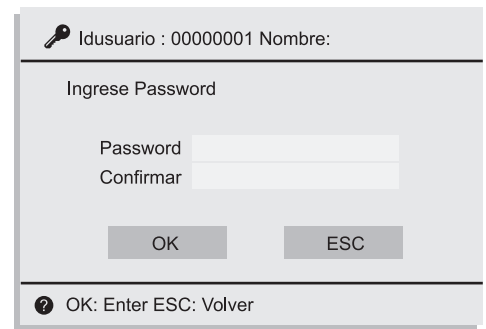 Idusuario : 00000001 Nombre:
Ingrese Password
Password
Confirmar
OK ESC
? OK: Enter ESC: Volver